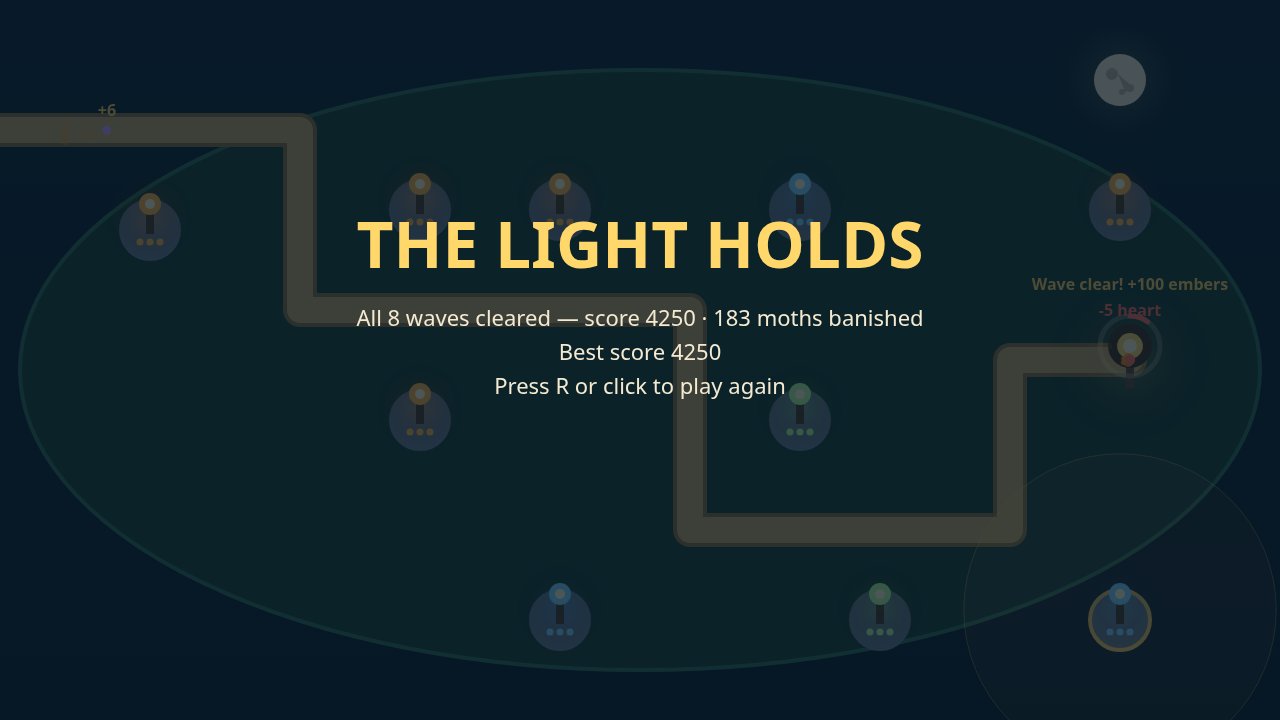 +6
THE LIGHT HOLDS
Wave clear! +100 embers
-5 heart
All 8 waves cleared — score 4250 · 183 moths banished
Best score 4250
Press R or click to play again